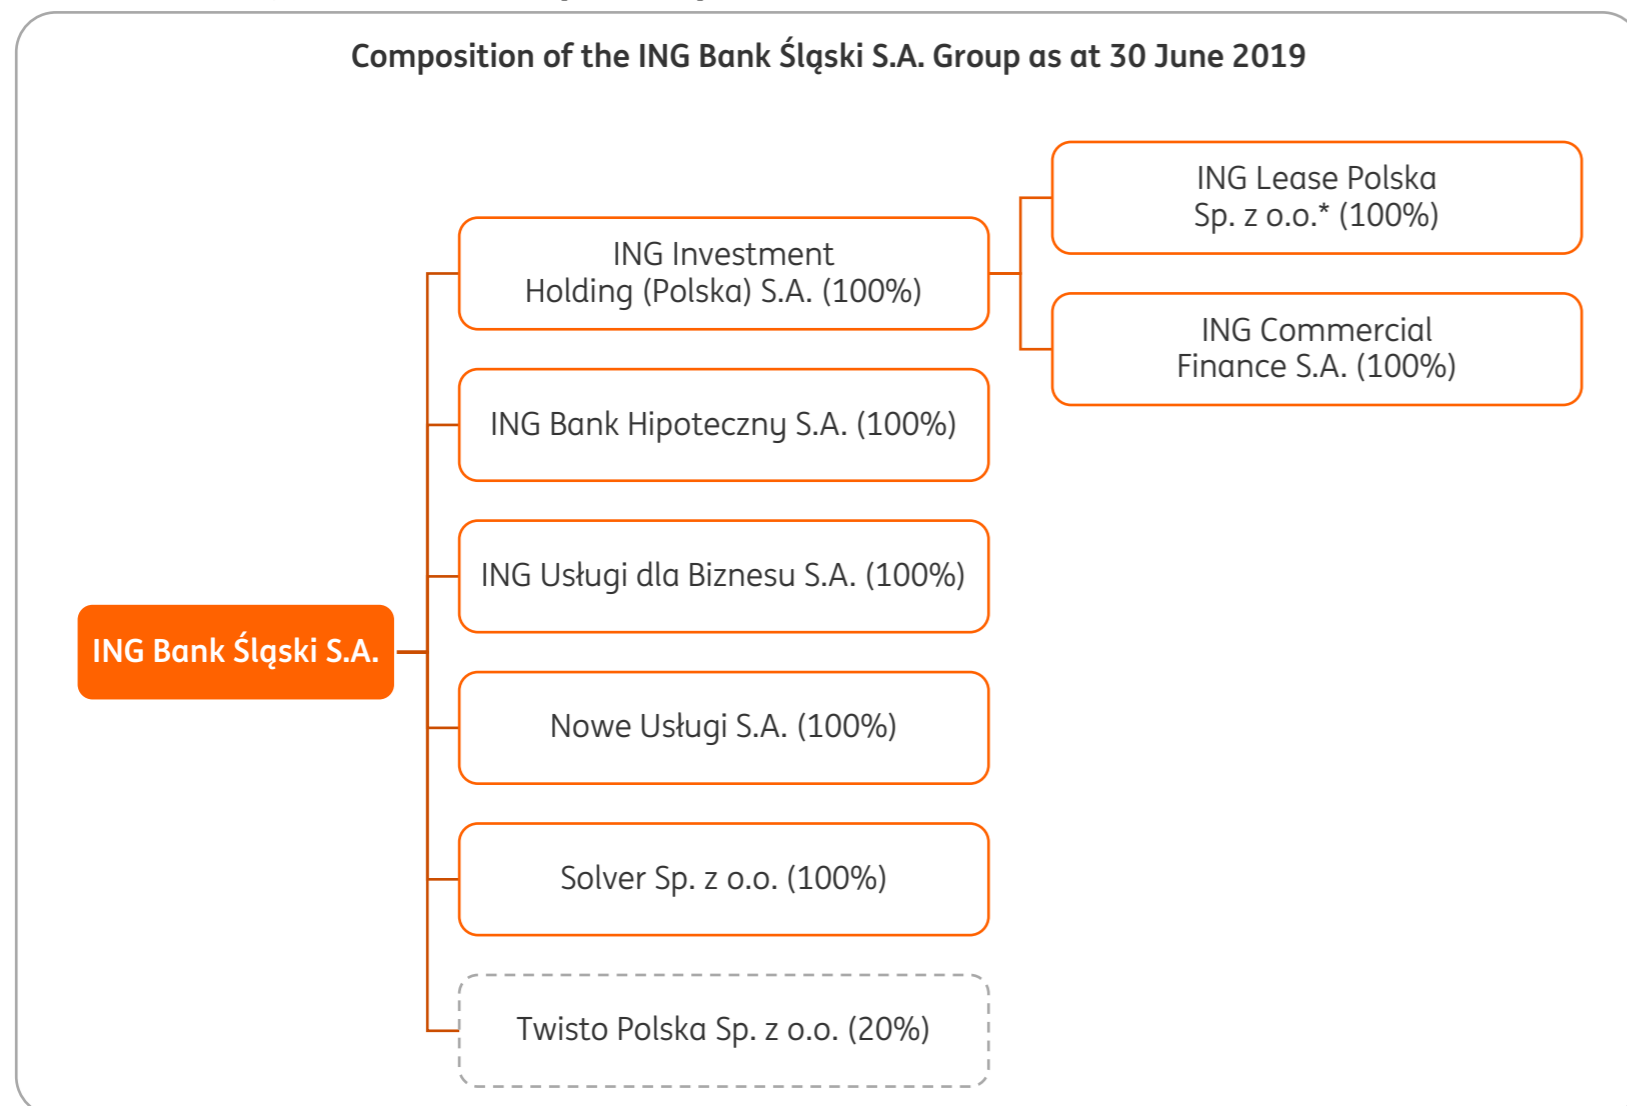 Composition of the ING Bank Śląski S.A. Group as at 30 June 2019
ING Lease Polska
Sp. z o.o.* (100%)
ING Investment
Holding (Polska) S.A. (100%)
ING Commercial
Finance S.A. (100%)
ING Bank Hipoteczny S.A. (100%)
ING Usługi dla Biznesu S.A. (100%)
ING Bank Śląski S.A.
Nowe Usługi S.A. (100%)
Solver Sp. z o.o. (100%)
Twisto Polska Sp. z o.o. (20%)